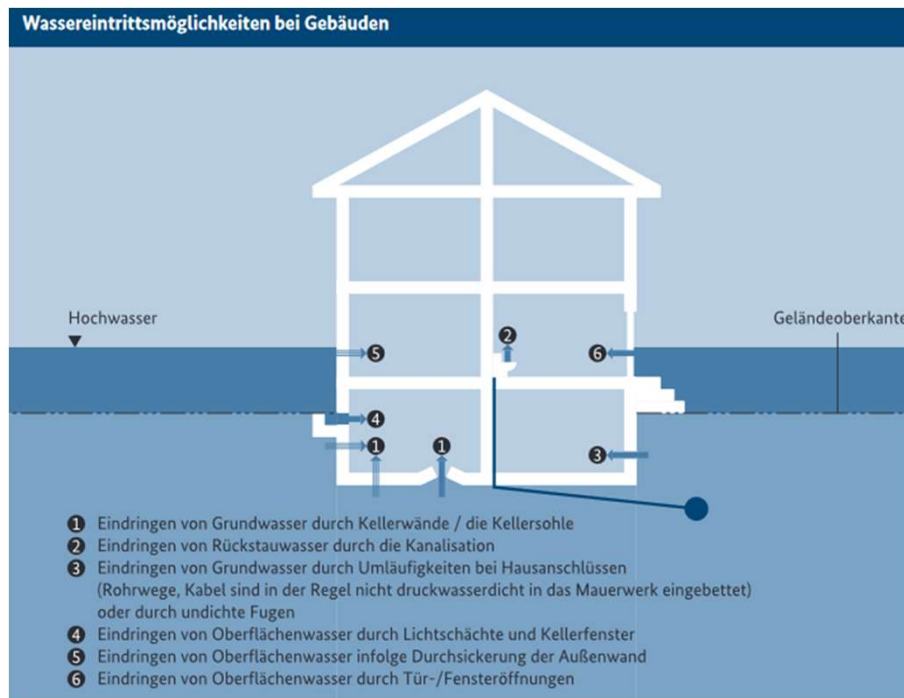 Wassereintrittsmöglichkeiten bei Gebäuden
Hochwasser
Geländeoberkante
2
5
6
4
1
1
3
1 Eindringen von Grundwasser durch Kellerwände / die Kellersohle
2 Eindringen von Rückstauwasser durch die Kanalisation
3 Eindringen von Grundwasser durch Umläufigkeiten bei Hausanschlüssen
(Rohrwege, Kabel sind in der Regel nicht druckwasserdicht in das Mauerwerk eingebettet)
oder durch undichte Fugen
4 Eindringen von Oberflächenwasser durch Lichtschächte und Kellerfenster
5 Eindringen von Oberflächenwasser infolge Durchsickerung der Außenwand
6 Eindringen von Oberflächenwasser durch Tür-/Fensteröffnungen